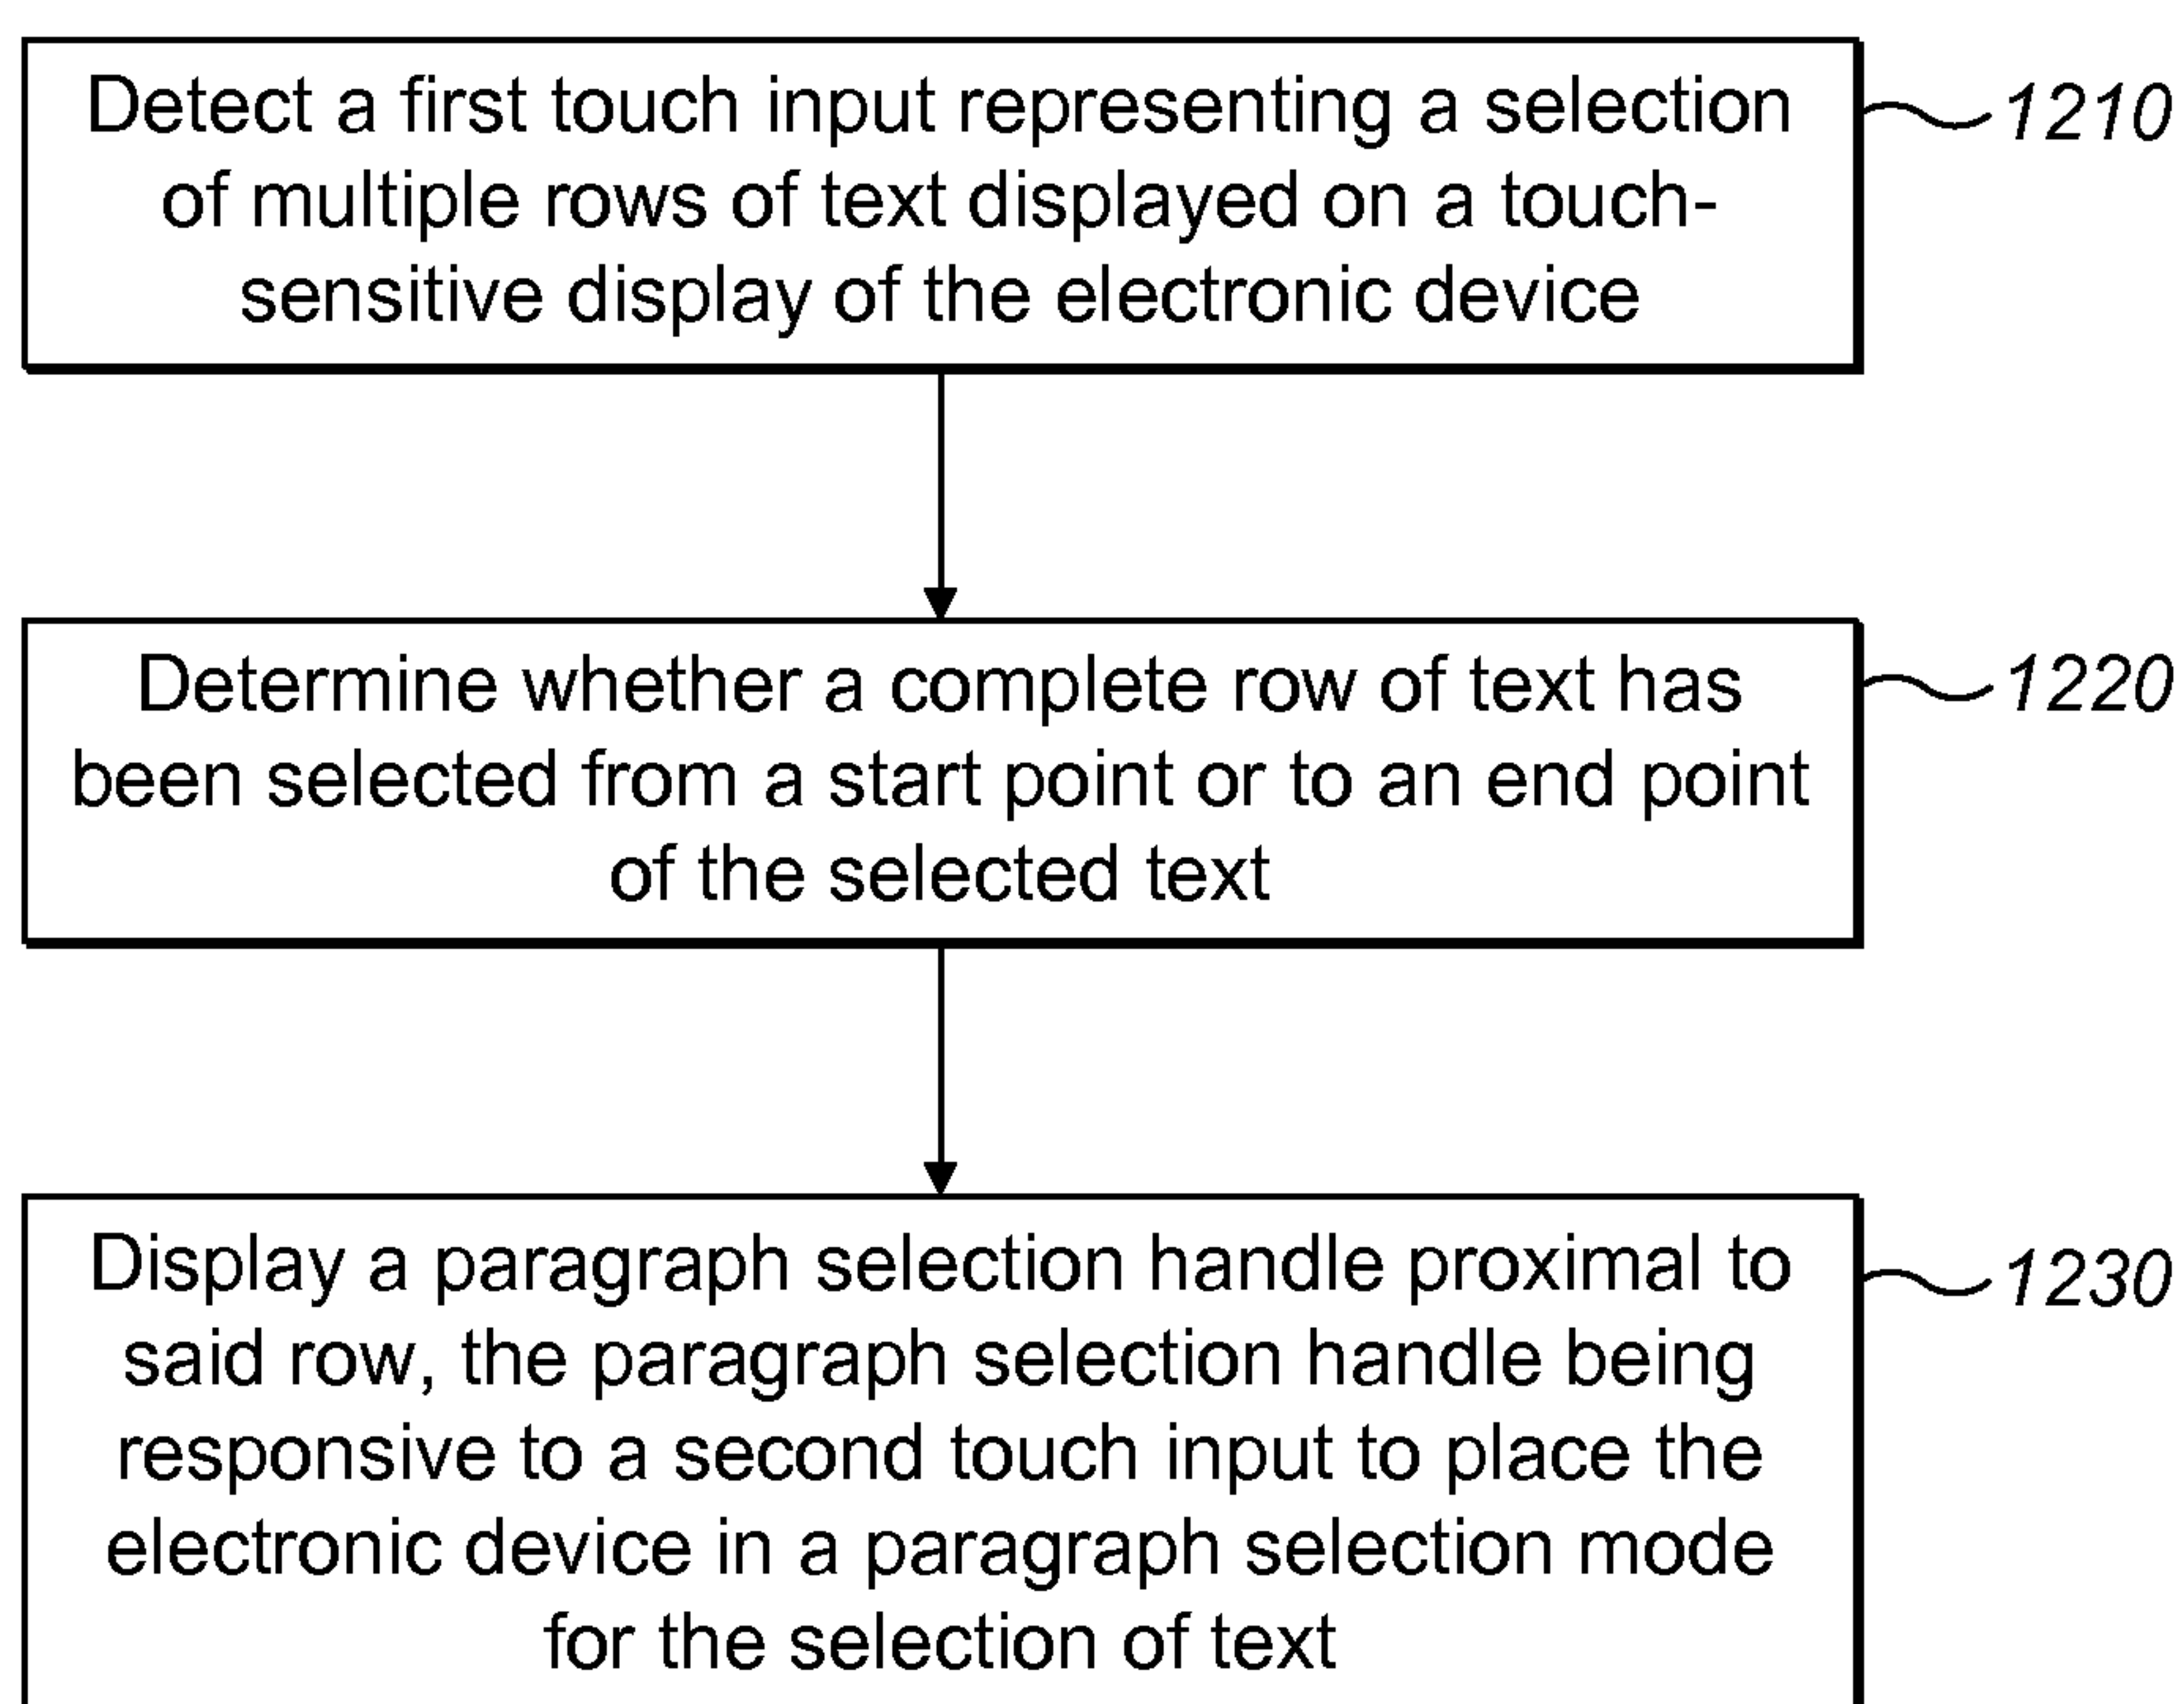 Detect a first touch input representing a selection
of multiple rows of text displayed on a touch-
sensitive display of the electronic device
1210
Determine whether a complete row of text has
been selected from a start point or to an end point
of the selected text
1220
Display a paragraph selection handle proximal to
said row, the paragraph selection handle being
responsive to a second touch input to place the
electronic device in a paragraph selection mode
for the selection of text
1230